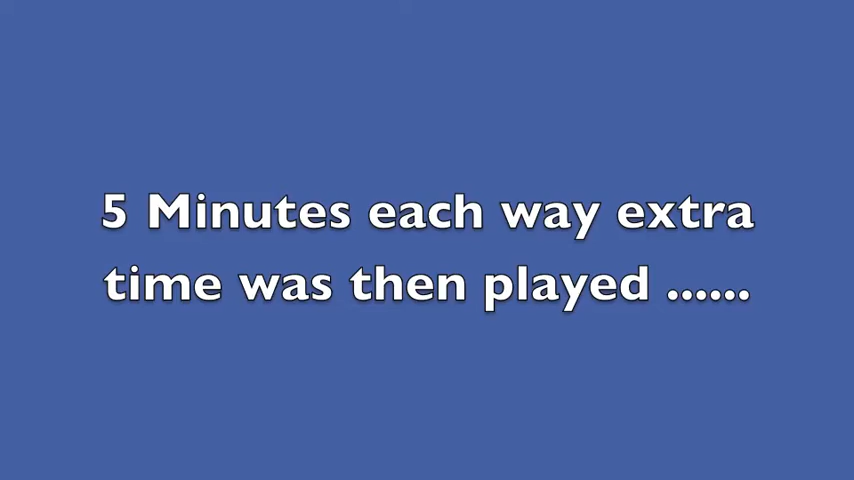 5 Minutes each way extra
time was then played ......